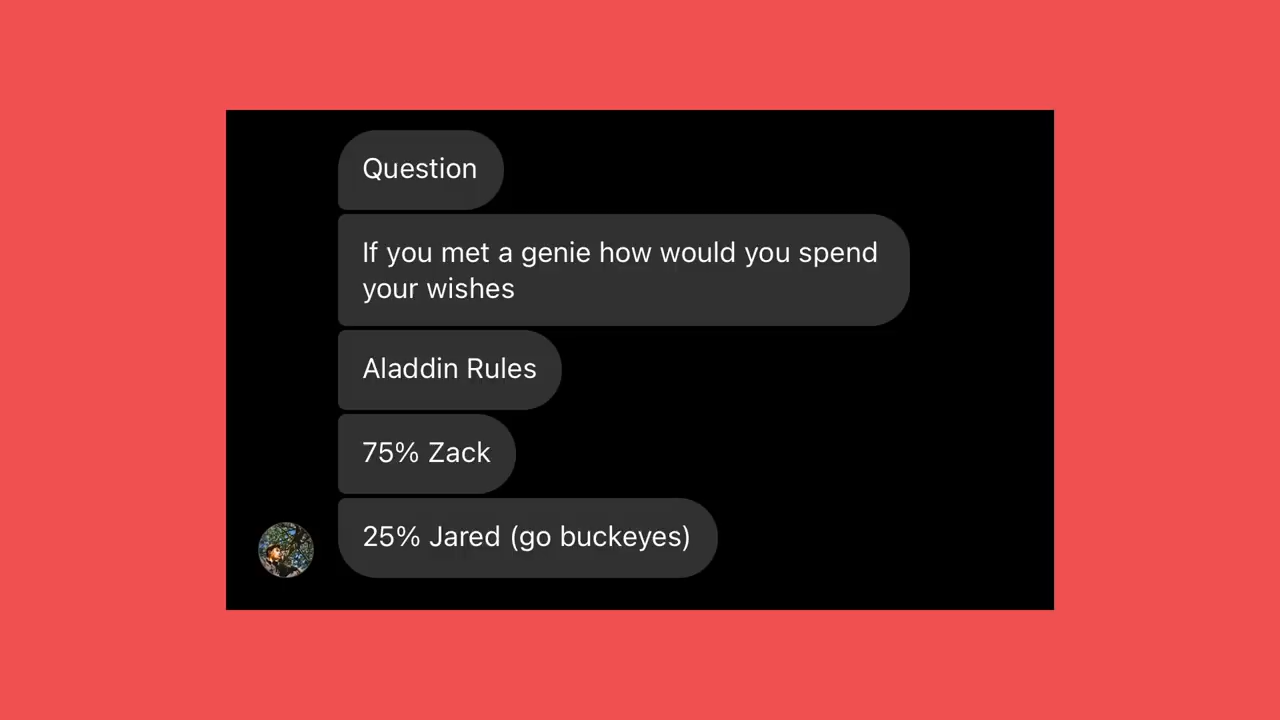 Question
If you met a genie how would you spend
your wishes
Aladdin Rules
75% Zack
25% Jared (go buckeyes)